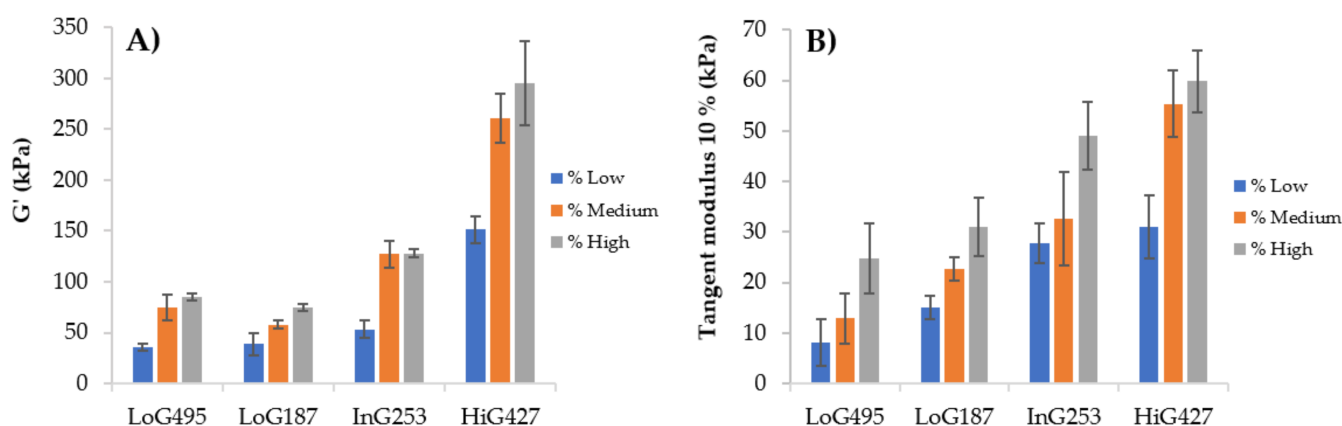 A)
G' (kPa)
350
300
250
200
150
100
50
0
LoG495 LoG187 InG253 HiG427
% Low
% Medium
% High
B)
Tangent modulus 10 % (kPa)
70
60
50
40
30
20
10
0
LoG495 LoG187 InG253 HiG427
% Low
% Medium
% High